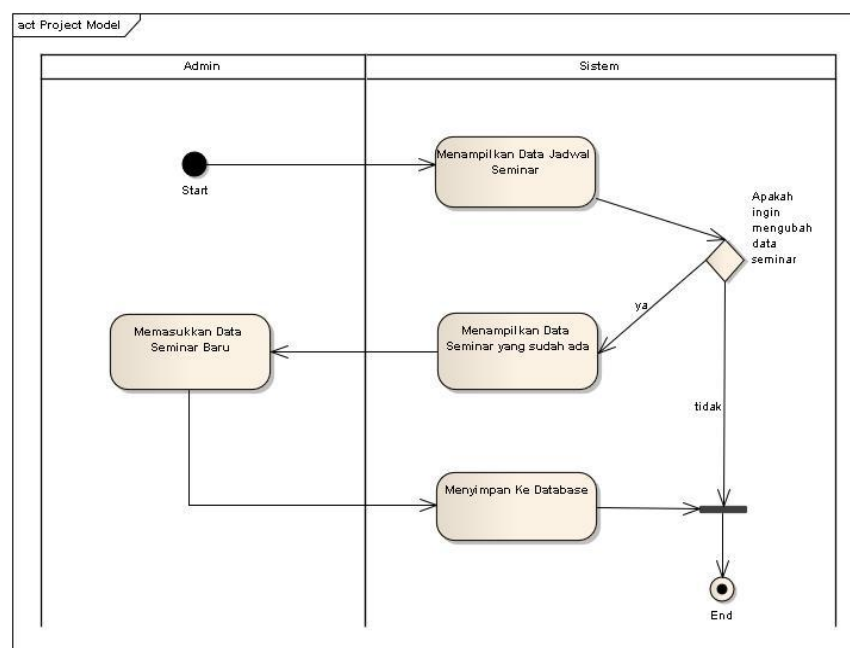 act Project Model
Admin
Sistem
Start
Menampilkan Data Jadwal
Seminar
Apakah
ingin
mengubah
data
seminar
ya
Menampilkan Data
Seminar yang sudah ada
Memasukkan Data
Seminar Baru
tidak
Menyimpan Ke Database
End